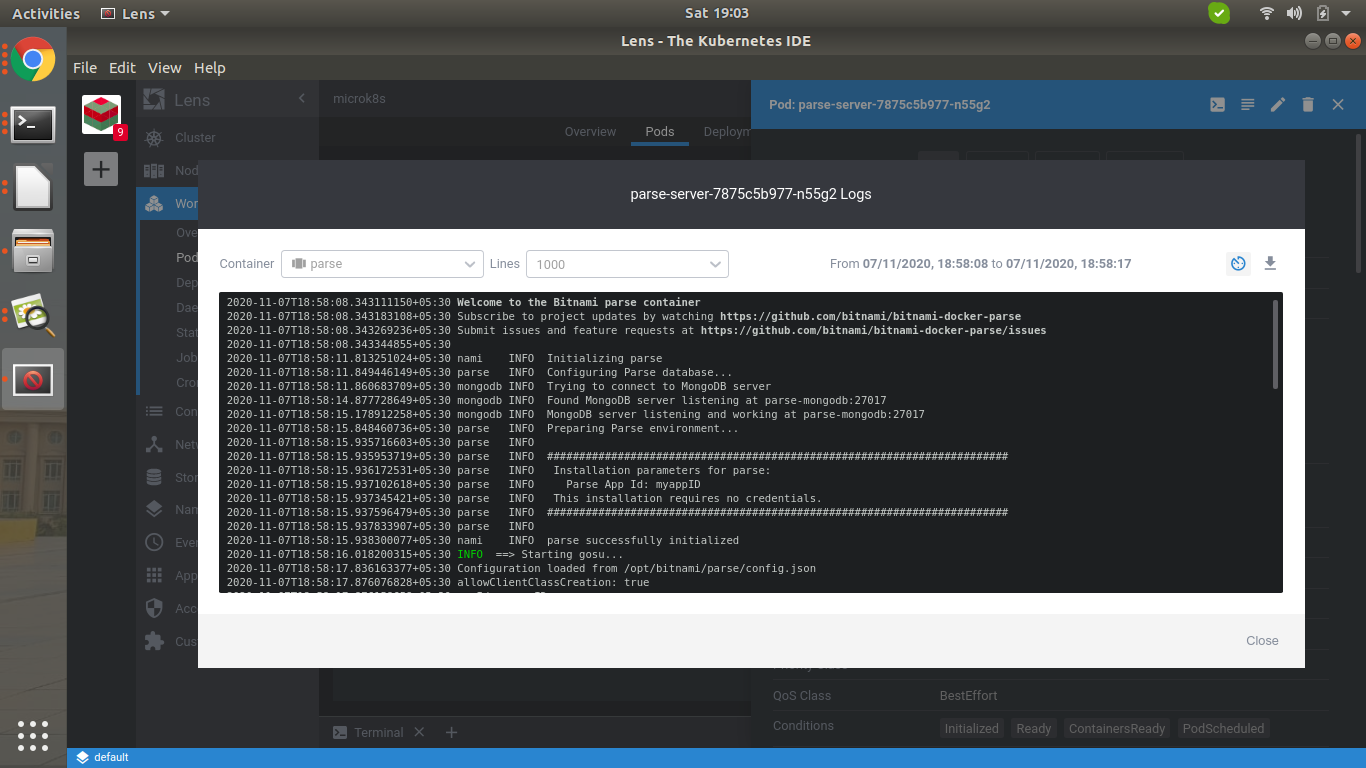 Activities
Lens
Sat 19:03
Lens - The Kubernetes IDE
File Edit View Help
9
Lens
microk8s
Pod: parse-server-7875c5b977-n55g2
Cluster
Overview Pods Deploym
Nod
Wor
Ove
Pod
Dep
Dae
Stat
Job
Cro
Con
Net
Stor
Nam
Eve
App
Acc
Cus
parse-server-7875c5b977-n55g2 Logs
Container parse Lines 1000 From 07/11/2020, 18:58:08 to 07/11/2020, 18:58:17
2020-11-07T18:58:08.343111150+05:30 Welcome to the Bitnami parse container
2020-11-07T18:58:08.343183108+05:30 Subscribe to project updates by watching https://github.com/bitnami/bitnami-docker-parse
2020-11-07T18:58:08.343269236+05:30 Submit issues and feature requests at https://github.com/bitnami/bitnami-docker-parse/issues
2020-11-07T18:58:08.343344855+05:30
2020-11-07T18:58:11.813251024+05:30 nami    INFO  Initializing parse
2020-11-07T18:58:11.849446149+05:30 parse   INFO  Configuring Parse database...
2020-11-07T18:58:11.860683709+05:30 mongodb INFO  Trying to connect to MongoDB server
2020-11-07T18:58:14.877728649+05:30 mongodb INFO  Found MongoDB server listening at parse-mongodb:27017
2020-11-07T18:58:15.178912258+05:30 mongodb INFO  MongoDB server listening and working at parse-mongodb:27017
2020-11-07T18:58:15.848460736+05:30 parse   INFO  Preparing Parse environment...
2020-11-07T18:58:15.935716603+05:30 parse   INFO
2020-11-07T18:58:15.935953719+05:30 parse   INFO  ########################################################################
2020-11-07T18:58:15.936172531+05:30 parse   INFO   Installation parameters for parse:
2020-11-07T18:58:15.937102618+05:30 parse   INFO     Parse App Id: myappID
2020-11-07T18:58:15.937345421+05:30 parse   INFO   This installation requires no credentials.
2020-11-07T18:58:15.937596479+05:30 parse   INFO  ########################################################################
2020-11-07T18:58:15.937833907+05:30 parse   INFO
2020-11-07T18:58:15.938300077+05:30 nami    INFO  parse successfully initialized
2020-11-07T18:58:16.018200315+05:30 INFO  ==> Starting gosu...
2020-11-07T18:58:17.836163377+05:30 Configuration loaded from /opt/bitnami/parse/config.json
2020-11-07T18:58:17.876076828+05:30 allowClientClassCreation: true
Close
QoS Class BestEffort
Conditions Initialized Ready ContainersReady PodScheduled
Terminal
default